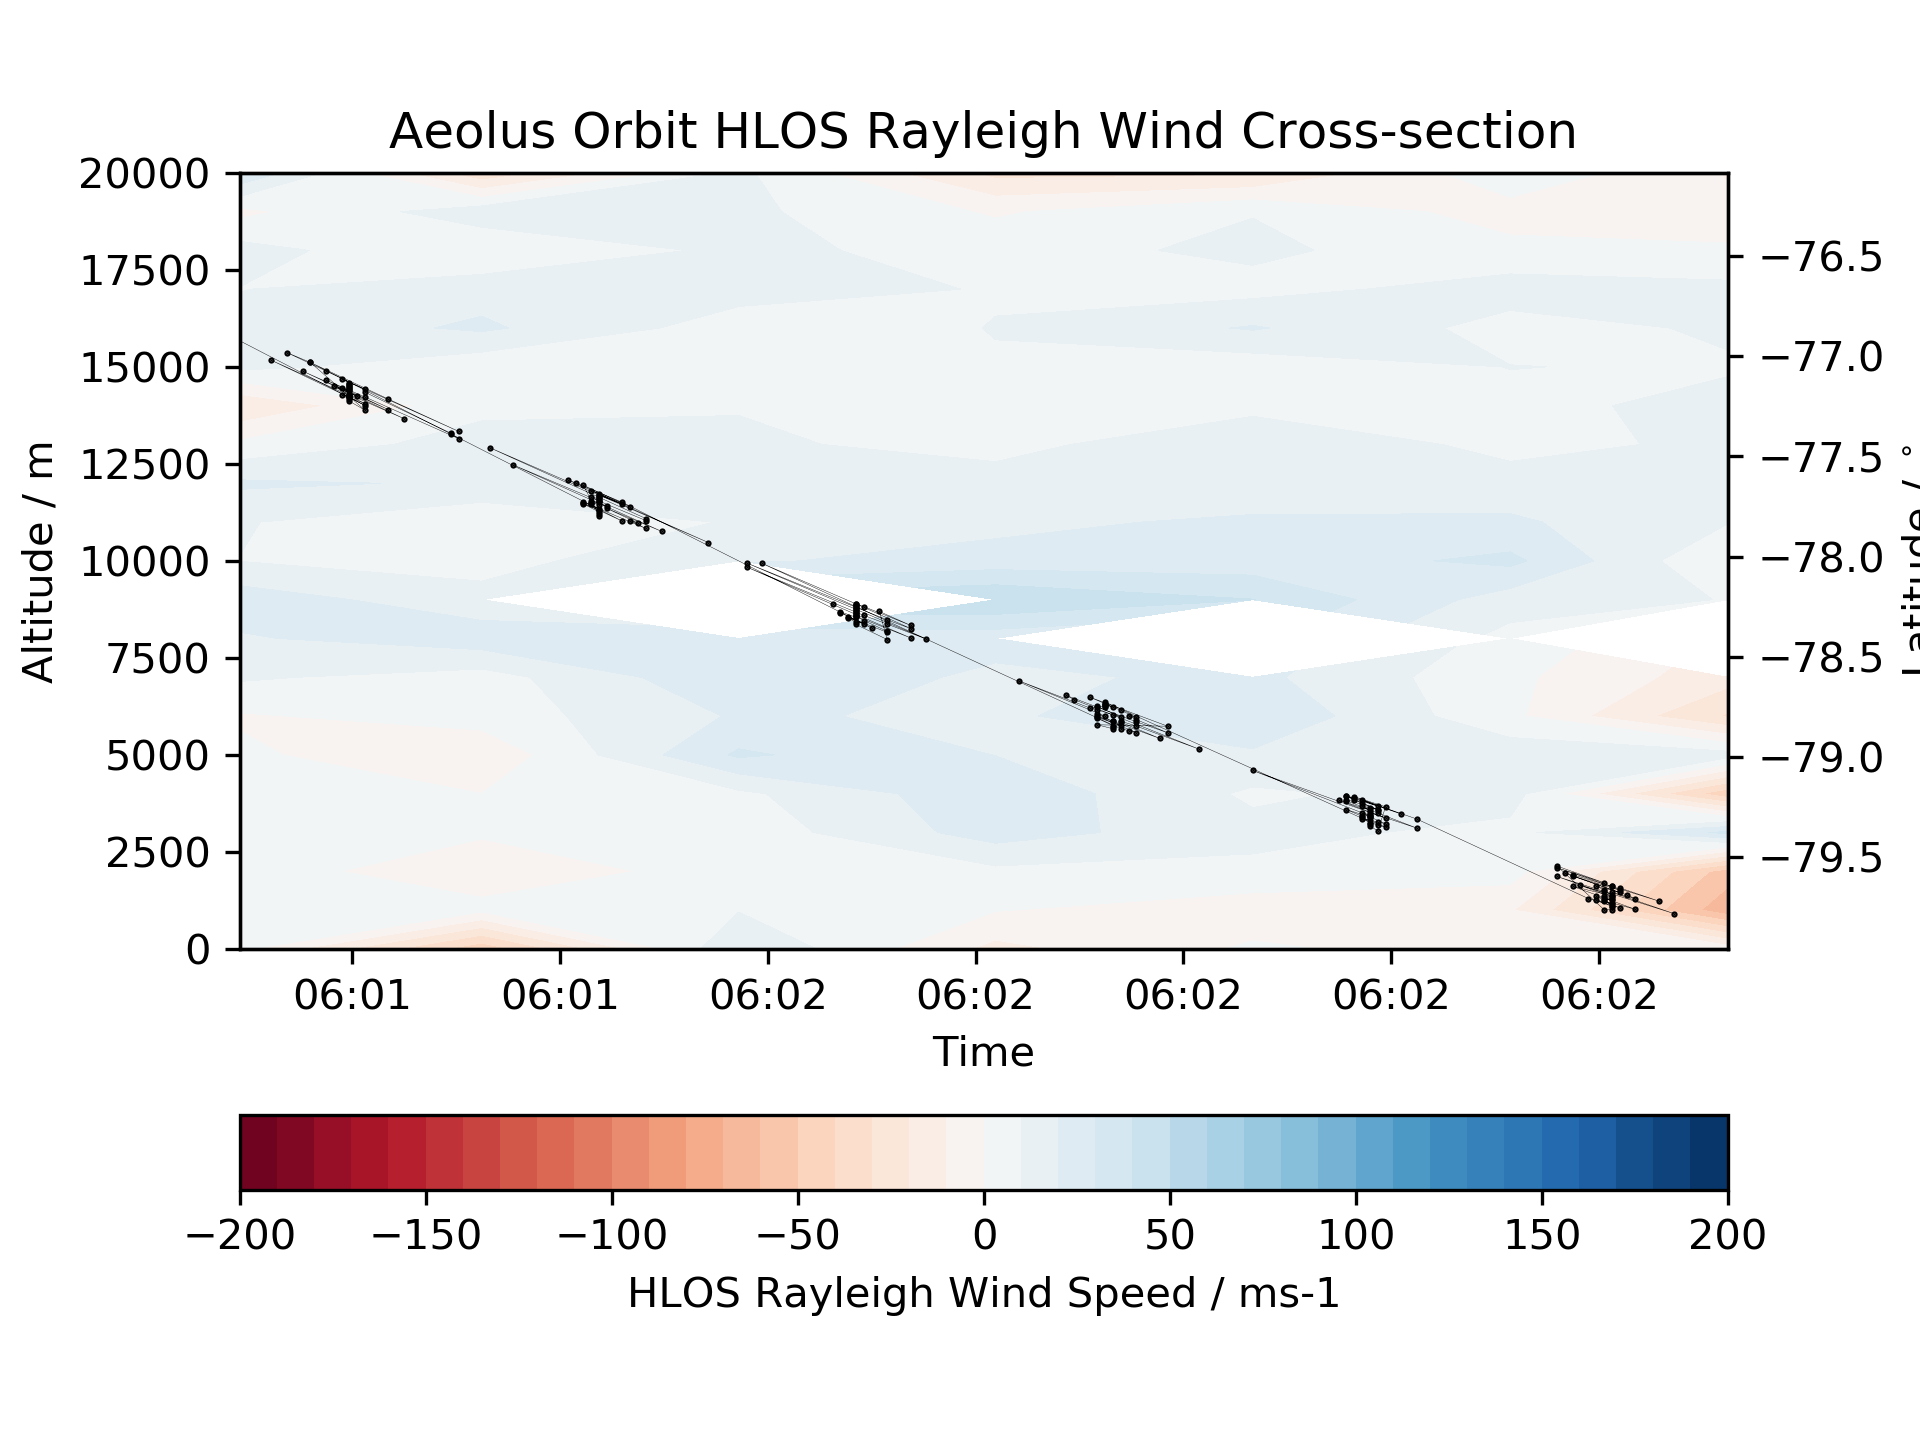 Aeolus Orbit HLOS Rayleigh Wind Cross-section
20000
17500
15000
12500
10000
7500
5000
2500
0
Altitude / m
−76.5
−77.0
−77.5
−78.0
−78.5
−79.0
−79.5
06:01 06:01 06:02 06:02 06:02 06:02 06:02
Time
−200 −150 −100 −50 0 50 100 150 200
HLOS Rayleigh Wind Speed / ms-1